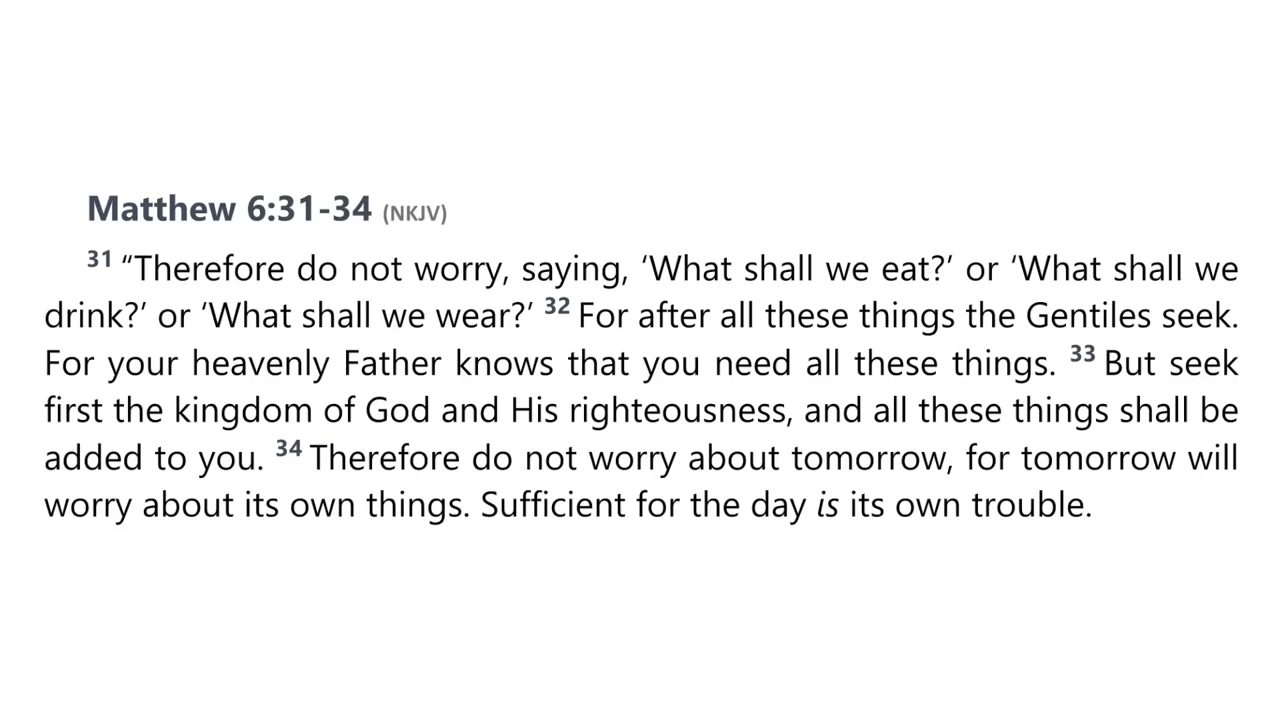 Matthew 6:31-34 (NKJV)
31 “Therefore do not worry, saying, ‘What shall we eat?’ or ‘What shall we
drink?’ or ‘What shall we wear?’ 32 For after all these things the Gentiles seek.
For your heavenly Father knows that you need all these things. 33 But seek
first the kingdom of God and His righteousness, and all these things shall be
added to you. 34 Therefore do not worry about tomorrow, for tomorrow will
worry about its own things. Sufficient for the day is its own trouble.